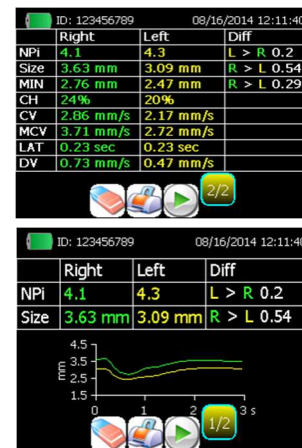 ID: 123456789 08/16/2014 12:11:40
Right Left Diff
NPi 4.1 4.3 L > R 0.2
Size 3.63 mm 3.09 mm R > L 0.54
MIN 2.76 mm 2.47 mm R > L 0.29
CH 24% 20%
CV 2.86 mm/s 2.17 mm/s
MCV 3.71 mm/s 2.72 mm/s
LAT 0.23 sec 0.23 sec
DV 0.73 mm/s 0.47 mm/s
2/2
ID: 123456789 08/16/2014 12:11:40
Right Left Diff
NPi 4.1 4.3 L > R 0.2
Size 3.63 mm 3.09 mm R > L 0.54
4.5
3.5
mm
2.5
1.5
0 1 2 3 s
1/2